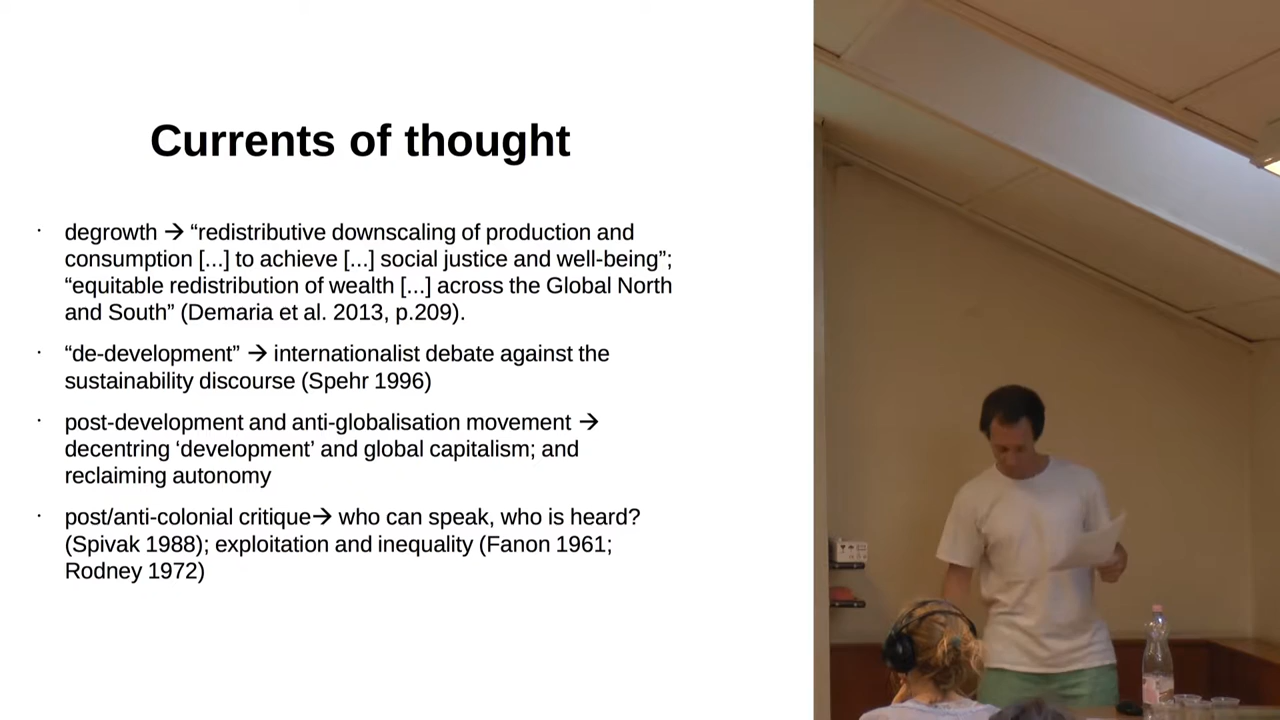 Currents of thought
· degrowth → “redistributive downscaling of production and
consumption [...] to achieve [...] social justice and well-being”;
“equitable redistribution of wealth [...] across the Global North
and South” (Demaria et al. 2013, p.209).
· “de-development” → internationalist debate against the
sustainability discourse (Spehr 1996)
· post-development and anti-globalisation movement →
decentring ‘development’ and global capitalism; and
reclaiming autonomy
· post/anti-colonial critique→ who can speak, who is heard?
(Spivak 1988); exploitation and inequality (Fanon 1961;
Rodney 1972)